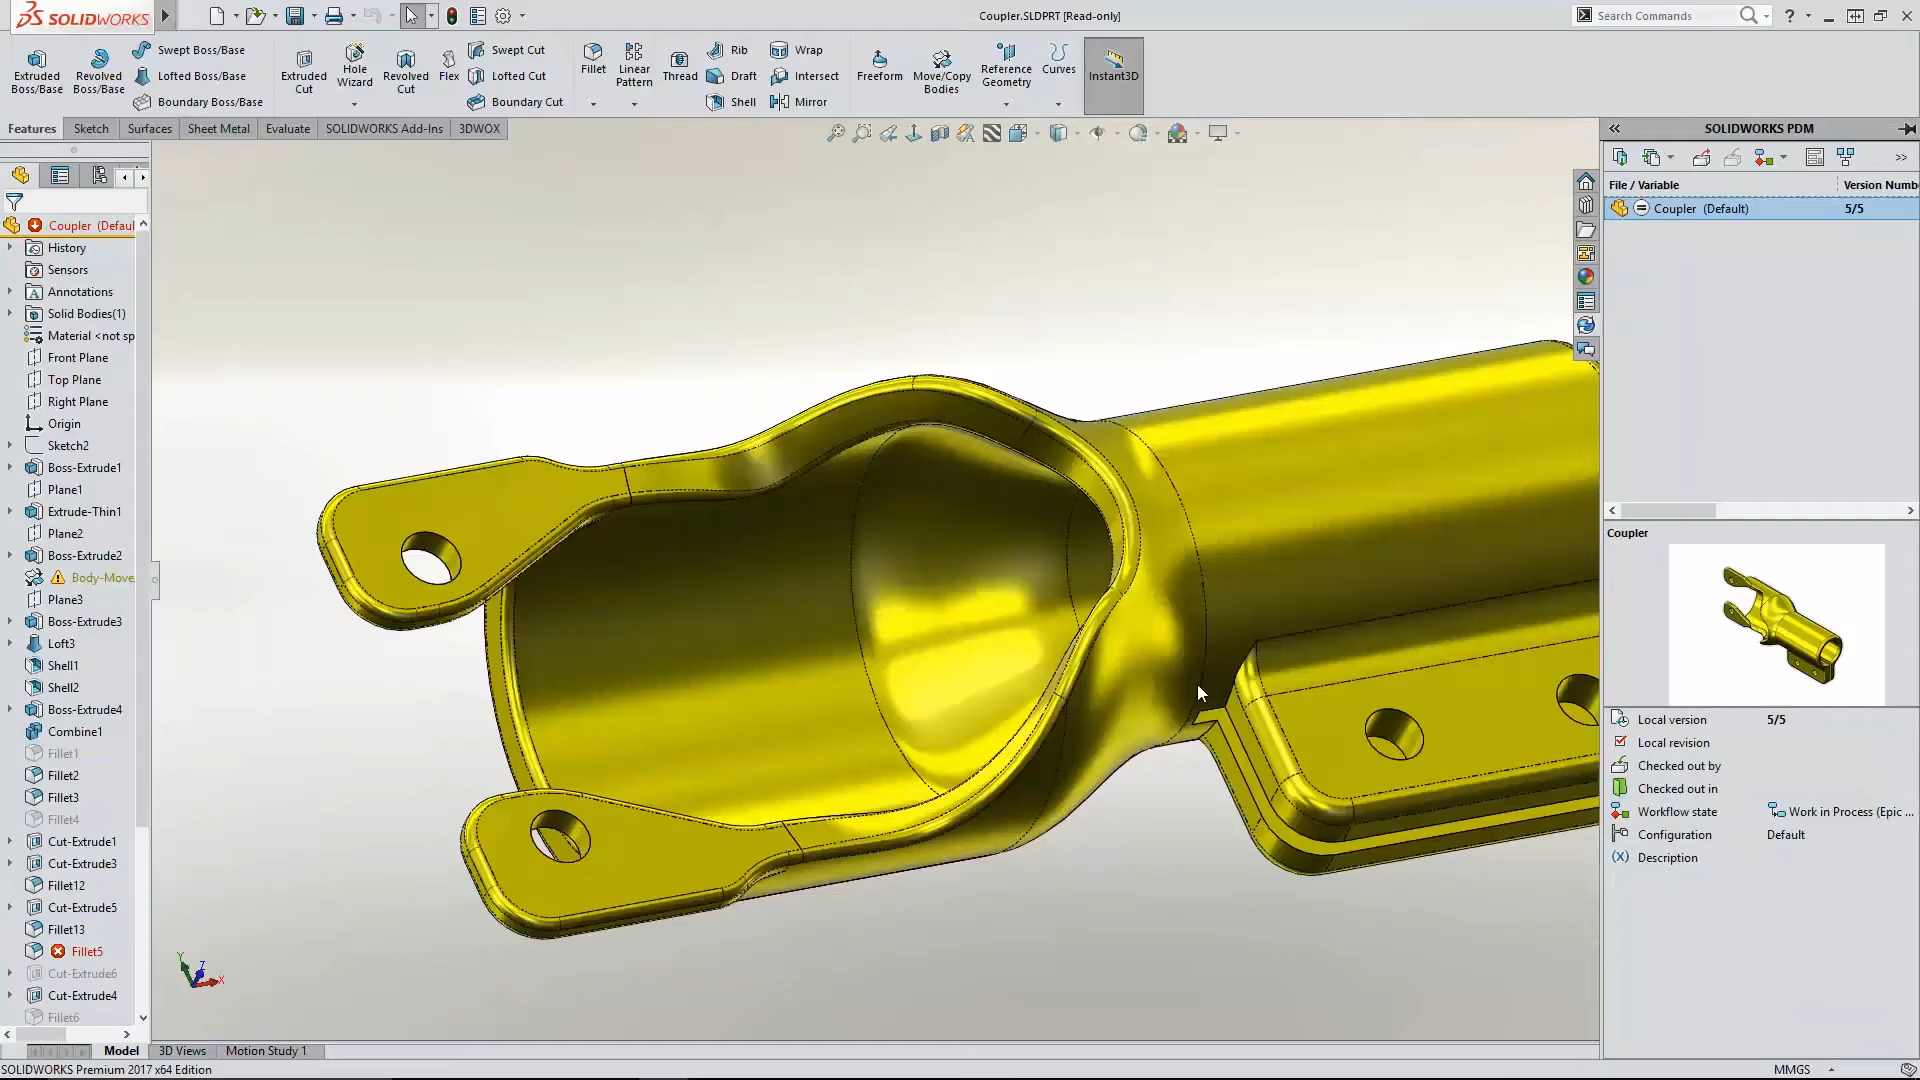 SOLIDWORKS
Coupler.SLDPRT [Read-only]
Search Commands
Extruded Boss/Base
Revolved Boss/Base
Swept Boss/Base
Lofted Boss/Base
Boundary Boss/Base
Extruded Cut
Hole Wizard
Revolved Cut
Flex
Swept Cut
Lofted Cut
Boundary Cut
Fillet
Linear Pattern
Thread
Rib
Draft
Shell
Wrap
Intersect
Mirror
Freeform
Move/Copy Bodies
Reference Geometry
Curves
Instant3D
Features
Sketch
Surfaces
Sheet Metal
Evaluate
SOLIDWORKS Add-Ins
3DWOX
Coupler (Defaul
History
Sensors
Annotations
Solid Bodies(1)
Material <not sp
Front Plane
Top Plane
Right Plane
Origin
Sketch2
Boss-Extrude1
Plane1
Extrude-Thin1
Plane2
Boss-Extrude2
Body-Move
Plane3
Boss-Extrude3
Loft3
Shell1
Shell2
Boss-Extrude4
Combine1
Fillet1
Fillet2
Fillet3
Fillet4
Cut-Extrude1
Cut-Extrude3
Fillet12
Cut-Extrude5
Fillet13
Fillet5
Cut-Extrude6
Cut-Extrude4
Fillet6
Y
Z
X
SOLIDWORKS PDM
File / Variable
Version Numb
Coupler (Default)
5/5
Coupler
Local version 5/5
Local revision
Checked out by
Checked out in
Workflow state Work in Process (Epic ...
Configuration Default
Description
Model
3D Views
Motion Study 1
SOLIDWORKS Premium 2017 x64 Edition
MMGS